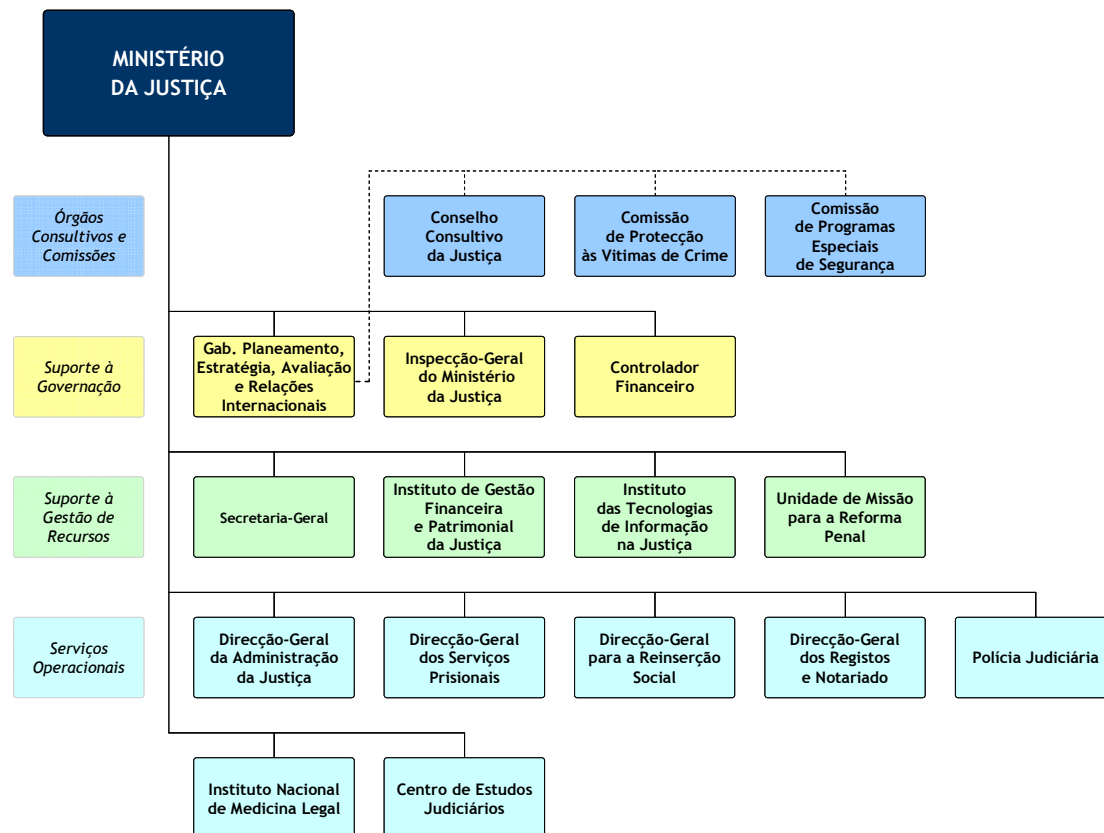 MINISTÉRIO
DA JUSTIÇA
Órgãos
Consultivos e
Comissões
Conselho
Consultivo
da Justiça
Comissão
de Protecção
às Vitimas de Crime
Comissão
de Programas
Especiais
de Segurança
Suporte à
Governação
Gab. Planeamento,
Estratégia, Avaliação
e Relações
Internacionais
Inspecção-Geral
do Ministério
da Justiça
Controlador
Financeiro
Suporte à
Gestão de
Recursos
Secretaria-Geral
Instituto de Gestão
Financeira
e Patrimonial
da Justiça
Instituto
das Tecnologias
de Informação
na Justiça
Unidade de Missão
para a Reforma
Penal
Serviços
Operacionais
Direcção-Geral
da Administração
da Justiça
Direcção-Geral
dos Serviços
Prisionais
Direcção-Geral
para a Reinserção
Social
Direcção-Geral
dos Registos
e Notariado
Polícia Judiciária
Instituto Nacional
de Medicina Legal
Centro de Estudos
Judiciários